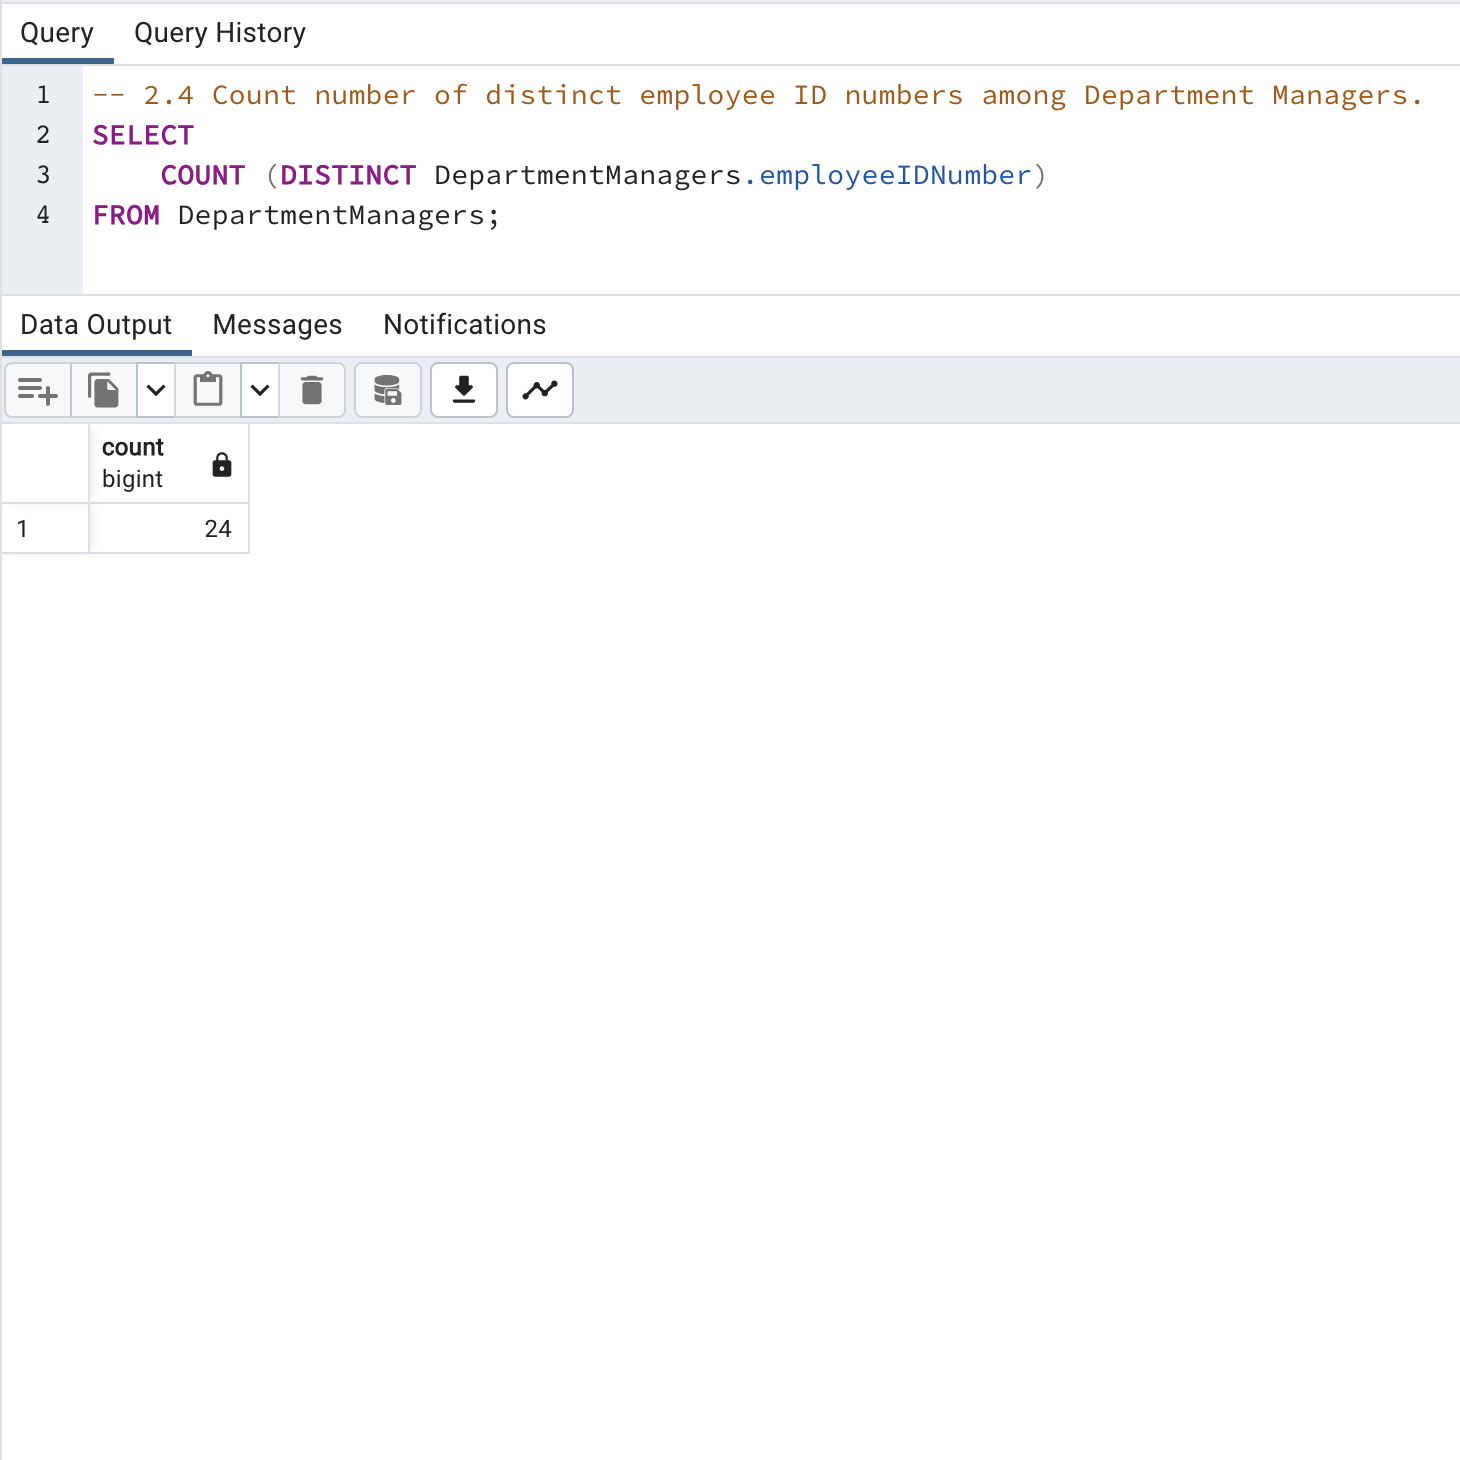 Query Query History
1 -- 2.4 Count number of distinct employee ID numbers among Department Managers.
2 SELECT
3 COUNT (DISTINCT DepartmentManagers.employeeIDNumber)
4 FROM DepartmentManagers;
Data Output Messages Notifications
count
bigint
1 24